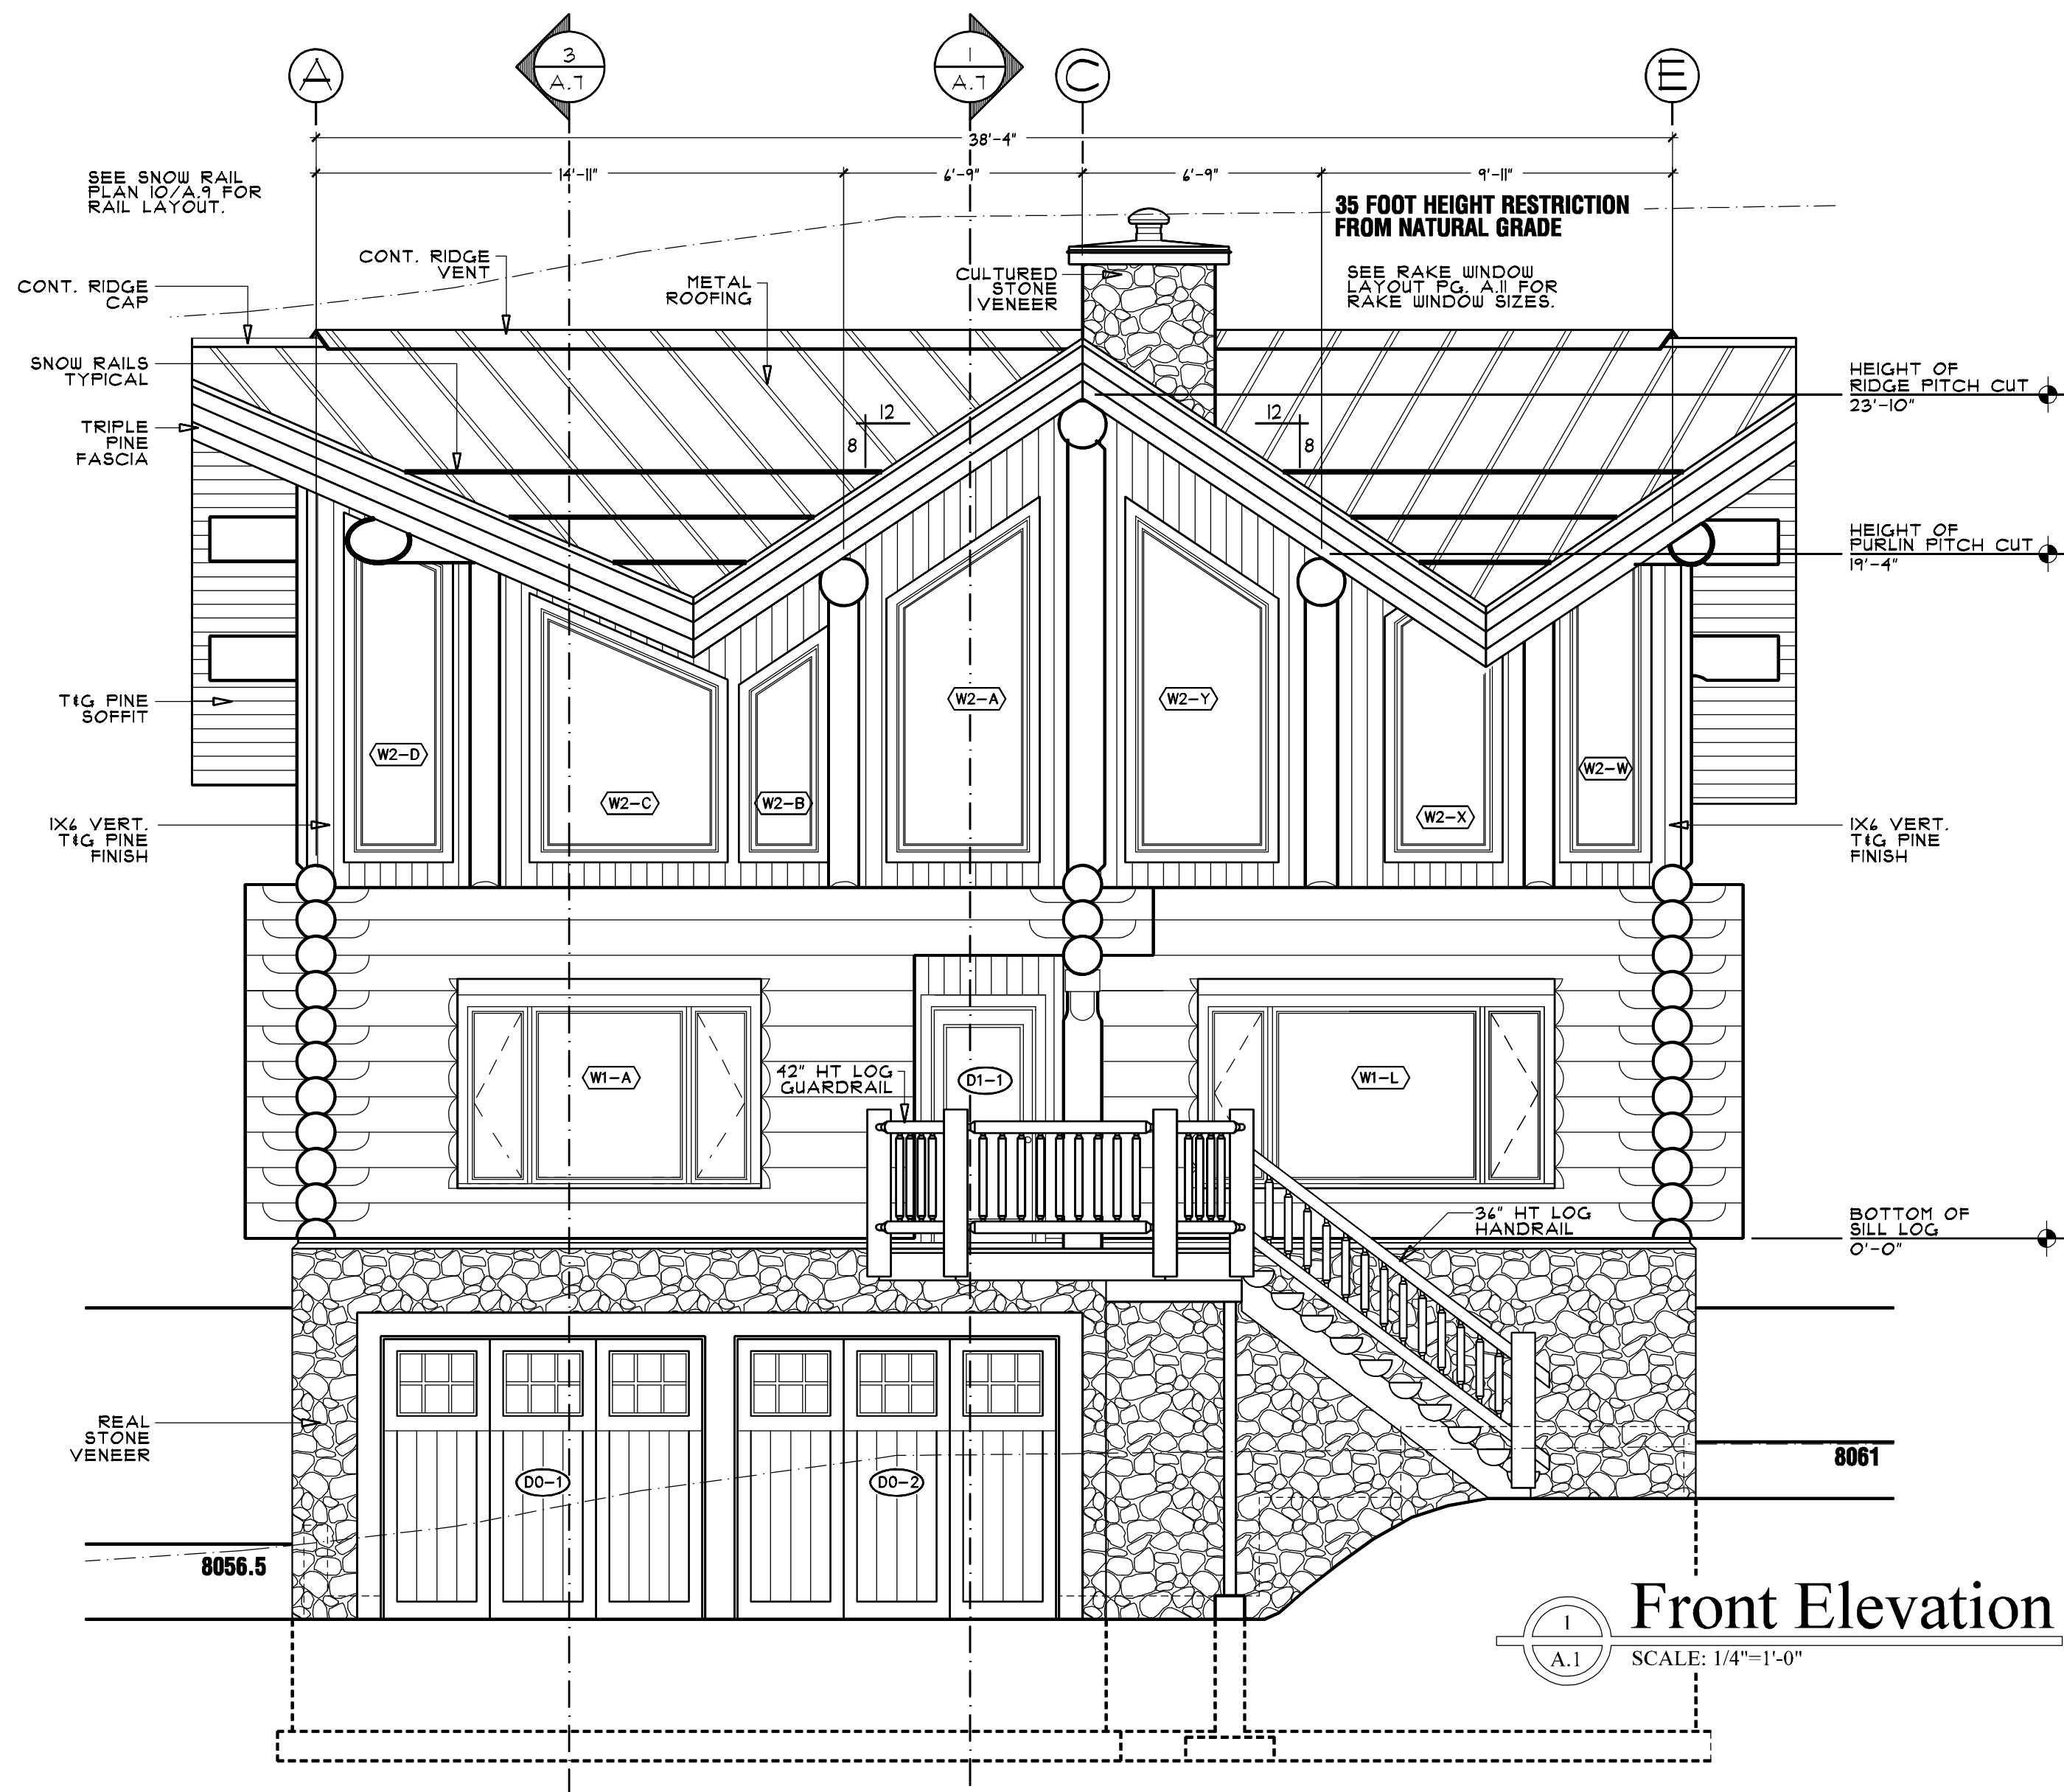 A
3
A.7
1
A.7
C
E
38'-4"
14'-11"
6'-9"
6'-9"
9'-11"
SEE SNOW RAIL
PLAN 10/A.9 FOR
RAIL LAYOUT.
35 FOOT HEIGHT RESTRICTION
FROM NATURAL GRADE
CONT. RIDGE
VENT
CONT. RIDGE
CAP
METAL
ROOFING
CULTURED
STONE
VENEER
SEE RAKE WINDOW
LAYOUT PG. A.11 FOR
RAKE WINDOW SIZES.
SNOW RAILS
TYPICAL
HEIGHT OF
RIDGE PITCH CUT
23'-10"
TRIPLE
PINE
FASCIA
12
8
12
8
HEIGHT OF
PURLIN PITCH CUT
19'-4"
T&G PINE
SOFFIT
W2-D
W2-C
W2-B
W2-A
W2-Y
W2-X
W2-W
1X6 VERT.
T&G PINE
FINISH
1X6 VERT.
T&G PINE
FINISH
W1-A
42" HT LOG
GUARDRAIL
D1-1
W1-L
36" HT LOG
HANDRAIL
BOTTOM OF
SILL LOG
0'-0"
REAL
STONE
VENEER
D0-1
D0-2
8061
8056.5
1
A.1
Front Elevation
SCALE: 1/4"=1'-0"